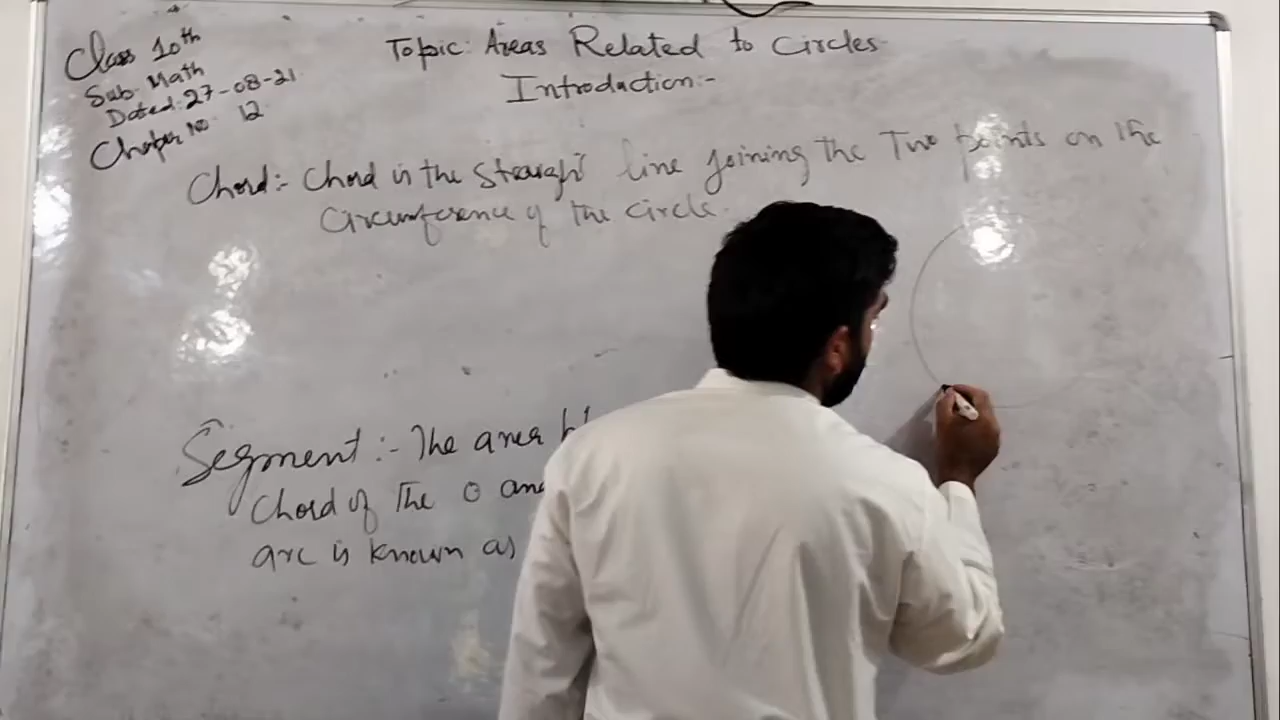 Class 10th
Sub: Math
Dated: 27-08-21
Chapter No: 12
Topic: Areas Related to Circles
Introduction:-
Chord:- Chord is the straight line joining the Two points on the
Circumference of the circle.
Segment:- The area
Chord of The O and
arc is known as